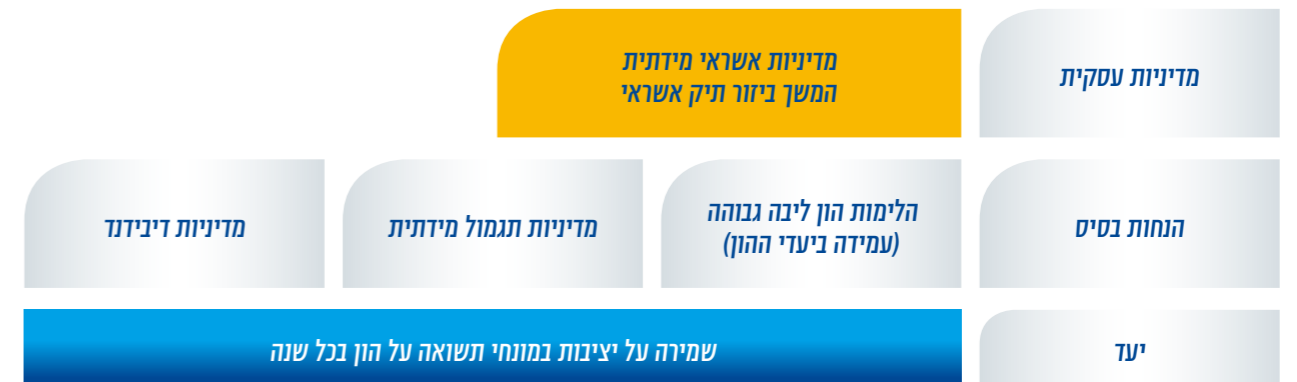 מדיניות עסקית
מדיניות אשראי מידתית
המשך ביזור תיק אשראי
הנחות בסיס
הלימות הון ליבה גבוהה
(עמידה ביעדי ההון)
מדיניות תגמול מידתית
מדיניות דיבידנד
יעד
שמירה על יציבות במונחי תשואה על הון בכל שנה